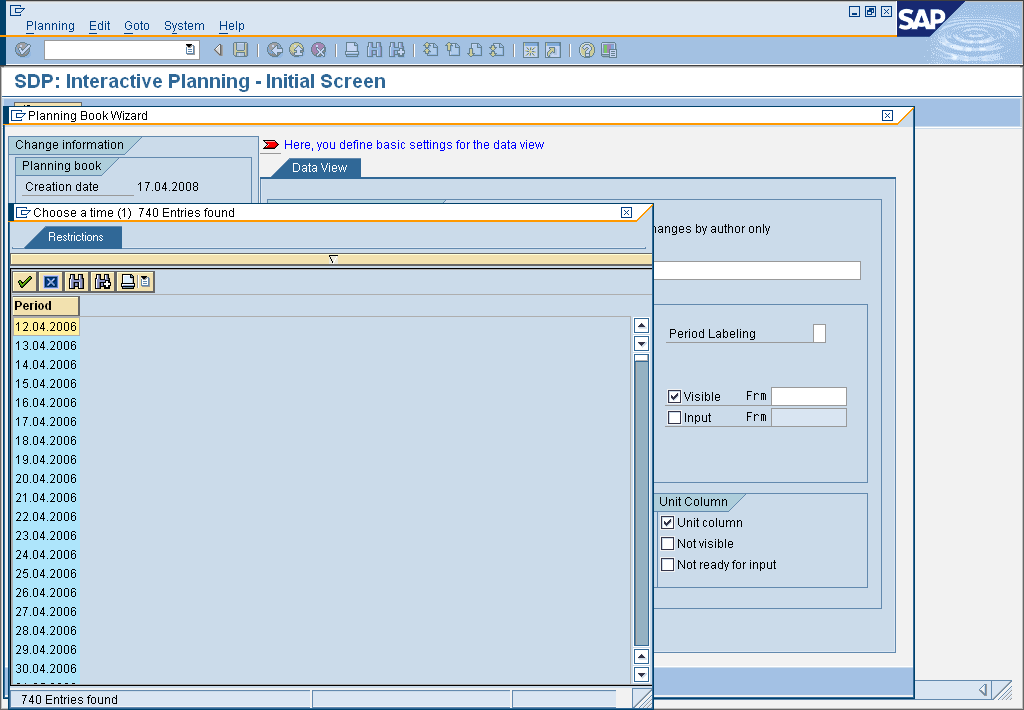 Planning Edit Goto System Help
SAP
SDP: Interactive Planning - Initial Screen
Planning Book Wizard
Change information
Here, you define basic settings for the data view
Planning book
Data View
Creation date 17.04.2008
Choose a time (1) 740 Entries found
hanges by author only
Restrictions
Period
12.04.2006
13.04.2006
Period Labeling
14.04.2006
15.04.2006
16.04.2006
Visible Frm
17.04.2006
Input Frm
18.04.2006
19.04.2006
20.04.2006
21.04.2006
Unit Column
22.04.2006
Unit column
23.04.2006
Not visible
24.04.2006
Not ready for input
25.04.2006
26.04.2006
27.04.2006
28.04.2006
29.04.2006
30.04.2006
740 Entries found